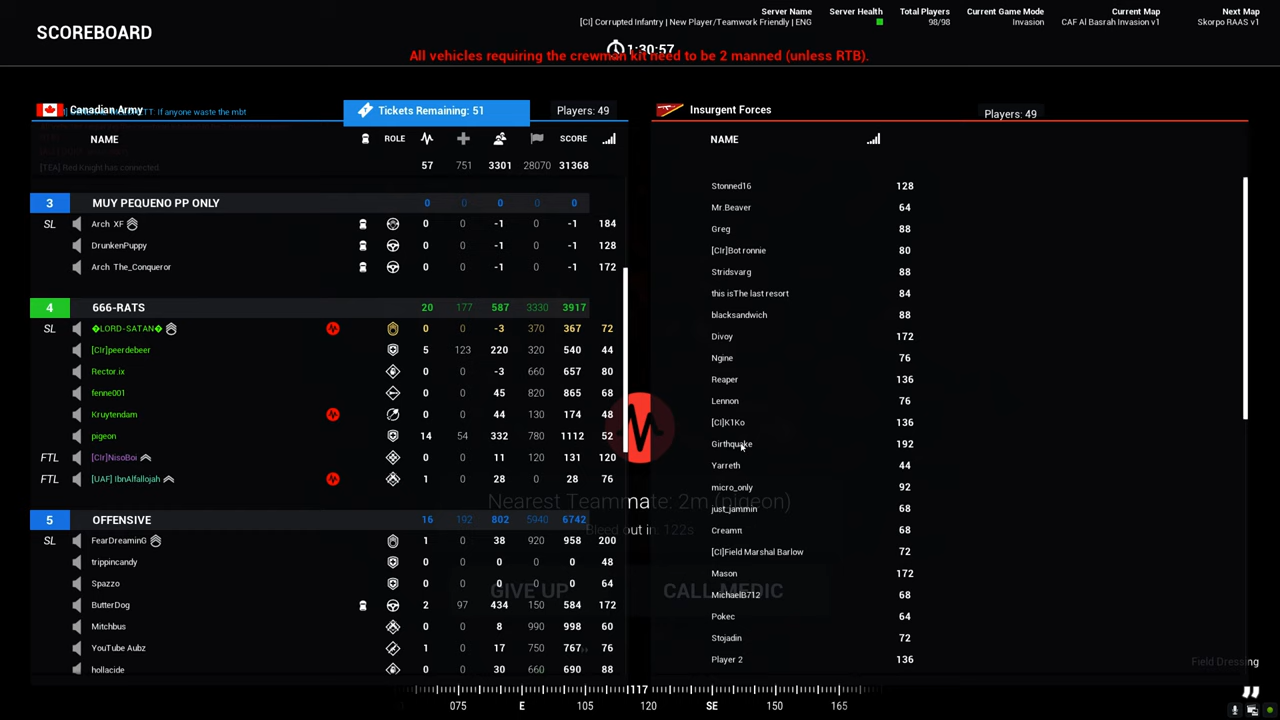 SCOREBOARD
Server Name Server Health Total Players Current Game Mode Current Map Next Map
[CI] Corrupted Infantry | New Player/Teamwork Friendly | ENG 98/98 Invasion CAF Al Basrah Invasion v1 Skorpo RAAS v1
1:30:57
All vehicles requiring the crewman kit need to be 2 manned (unless RTB).
Canadian Army Tickets Remaining: 51 Players: 49
If anyone waste the mbt
NAME ROLE SCORE
57 751 3301 28070 31368
[TEA] Red Knight has connected.
3 MUY PEQUENO PP ONLY 0 0 0 0 0
SL Arch XF 0 0 -1 0 -1 184
DrunkenPuppy 0 0 -1 0 -1 128
Arch The_Conqueror 0 0 -1 0 -1 172
4 666-RATS 20 177 587 3330 3917
SL �LORD-SATAN� 0 0 -3 370 367 72
[CIr]peerdebeer 5 123 220 320 540 44
Rector.ix 0 0 -3 660 657 80
fenne001 0 0 45 820 865 68
Kruytendam 0 0 44 130 174 48
pigeon 14 54 332 780 1112 52
FTL [CIr]NisoBoi 0 0 11 120 131 120
FTL [UAF] IbnAlfallojah 1 0 28 0 28 76
5 OFFENSIVE 16 192 802 5940 6742
SL FearDreaminG 1 0 38 920 958 200
trippincandy 0 0 0 0 0 48
Spazzo 0 0 0 0 0 64
ButterDog 2 97 434 150 584 172
Mitchbus 0 0 8 990 998 60
YouTube Aubz 1 0 17 750 767 76
hollacide 0 0 30 660 690 88
Insurgent Forces Players: 49
NAME
Stonned16 128
Mr.Beaver 64
Greg 88
[CIr]Bot ronnie 80
Stridsvarg 88
this isThe last resort 84
blacksandwich 88
Divoy 172
Ngine 76
Reaper 136
Lennon 76
[CI]K1Ko 136
Girthquake 192
Yarreth 44
micro_only 92
just_jammin 68
Creamπ 68
[CI]Field Marshal Barlow 72
Mason 172
MichaelB712 68
Pokec 64
Stojadin 72
Player 2 136
Nearest Teammate: 2m (pigeon)
Bleed out in: 122s
GIVE UP CALL MEDIC
Field Dressing
117
075 E 105 120 SE 150 165